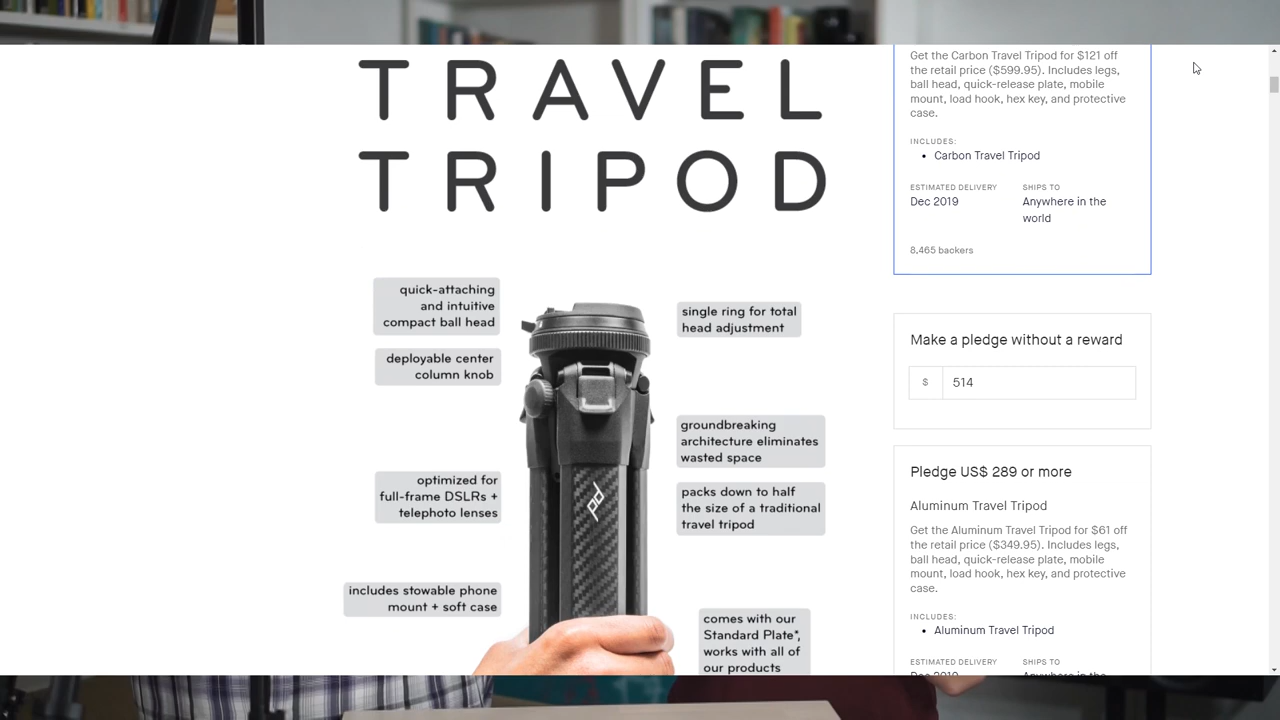 TRAVEL
TRIPOD
quick-attaching
and intuitive
compact ball head
deployable center
column knob
optimized for
full-frame DSLRs +
telephoto lenses
includes stowable phone
mount + soft case
single ring for total
head adjustment
groundbreaking
architecture eliminates
wasted space
packs down to half
the size of a traditional
travel tripod
comes with our
Standard Plate*,
works with all of
our products
pd
Get the Carbon Travel Tripod for $121 off
the retail price ($599.95). Includes legs,
ball head, quick-release plate, mobile
mount, load hook, hex key, and protective
case.
INCLUDES:
• Carbon Travel Tripod
ESTIMATED DELIVERY
Dec 2019
SHIPS TO
Anywhere in the
world
8,465 backers
Make a pledge without a reward
$ 514
Pledge US$ 289 or more
Aluminum Travel Tripod
Get the Aluminum Travel Tripod for $61 off
the retail price ($349.95). Includes legs,
ball head, quick-release plate, mobile
mount, load hook, hex key, and protective
case.
INCLUDES:
• Aluminum Travel Tripod
ESTIMATED DELIVERY
Dec 2019
SHIPS TO
Anywhere in the